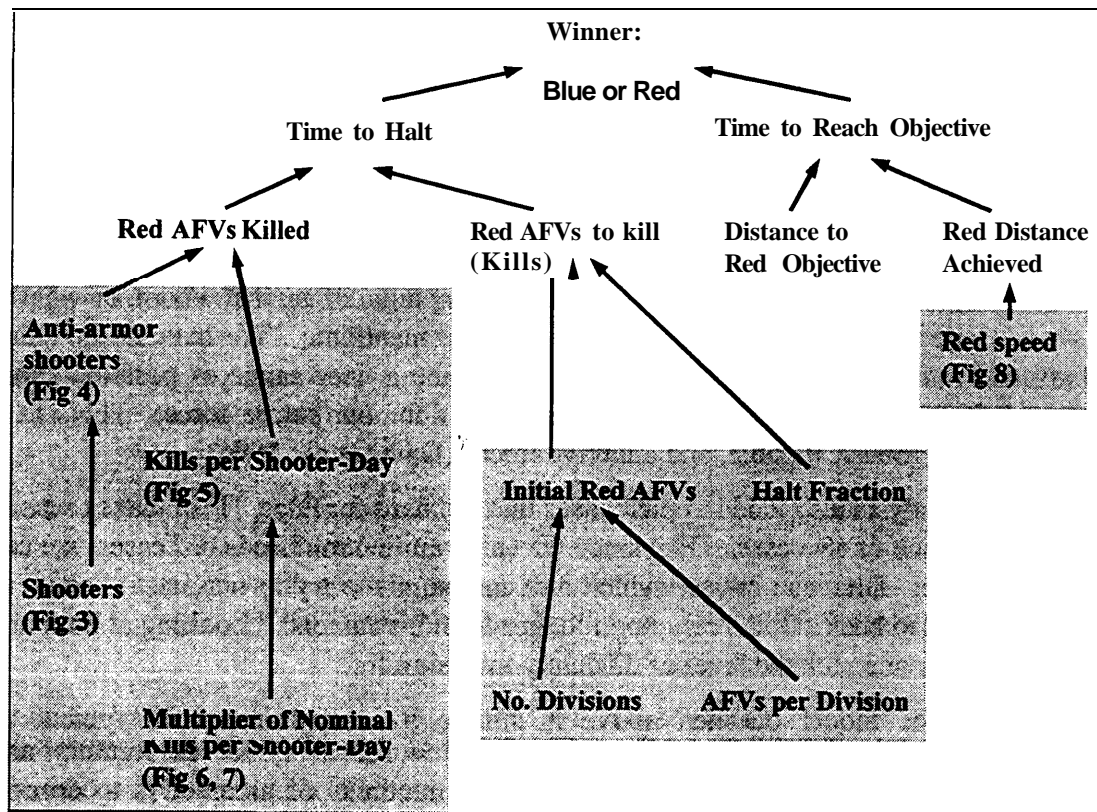 Winner:
Blue or Red
Time to Halt
Time to Reach Objective
Red AFVs Killed
Red AFVs to kill
(Kills)
Distance to
Red Objective
Red Distance
Achieved
Anti-armor
shooters
(Fig 4)
Red speed
(Fig 8)
Kills per Shooter-Day
(Fig 5)
Initial Red AFVs
Halt Fraction
Shooters
(Fig 3)
No. Divisions
AFVs per Division
Multiplier of Nominal
Kills per Shooter-Day
(Fig 6, 7)